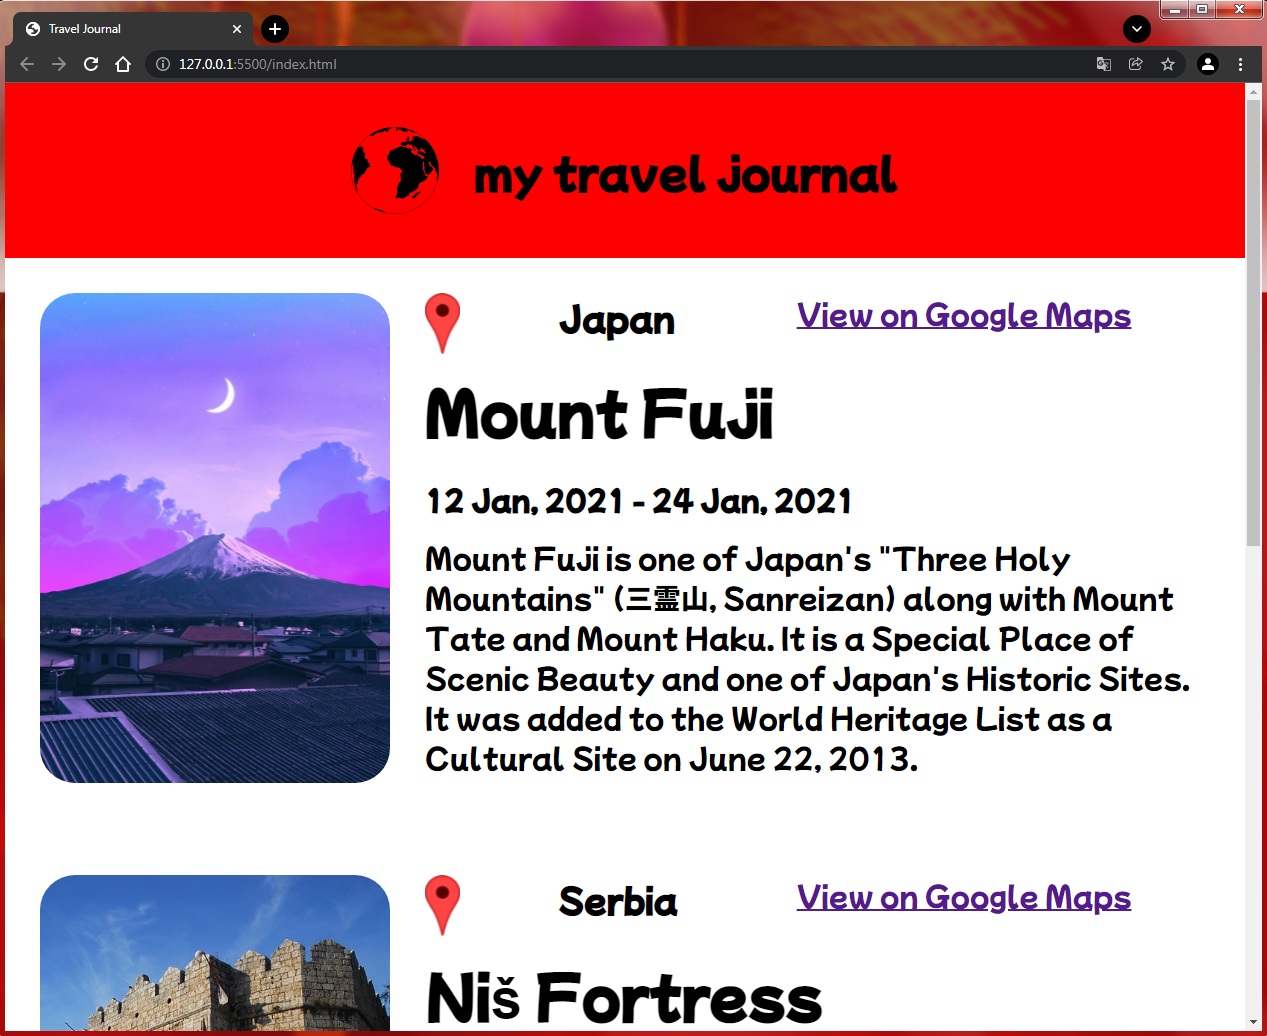 Travel Journal
127.0.0.1:5500/index.html
my travel journal
Japan
View on Google Maps
Mount Fuji
12 Jan, 2021 - 24 Jan, 2021
Mount Fuji is one of Japan's "Three Holy
Mountains" (三霊山, Sanreizan) along with Mount
Tate and Mount Haku. It is a Special Place of
Scenic Beauty and one of Japan's Historic Sites.
It was added to the World Heritage List as a
Cultural Site on June 22, 2013.
Serbia
View on Google Maps
Niš Fortress